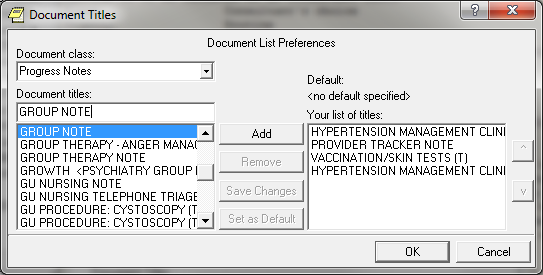 Document Titles
Document List Preferences
Document class:
Progress Notes
Document titles:
GROUP NOTE
GROUP NOTE
GROUP THERAPY - ANGER MANAG
GROUP THERAPY NOTE
GROWTH <PSYCHIATRY GROUP
GU NURSING NOTE
GU NURSING TELEPHONE TRIAGE
GU PROCEDURE: CYSTOSCOPY (T
GU PROCEDURE: CYSTOSCOPY (T
Add
Remove
Save Changes
Set as Default
Default:
<no default specified>
Your list of titles:
HYPERTENSION MANAGEMENT CLINI
PROVIDER TRACKER NOTE
VACCINATION/SKIN TESTS (T)
HYPERTENSION MANAGEMENT CLINI
^
v
OK
Cancel